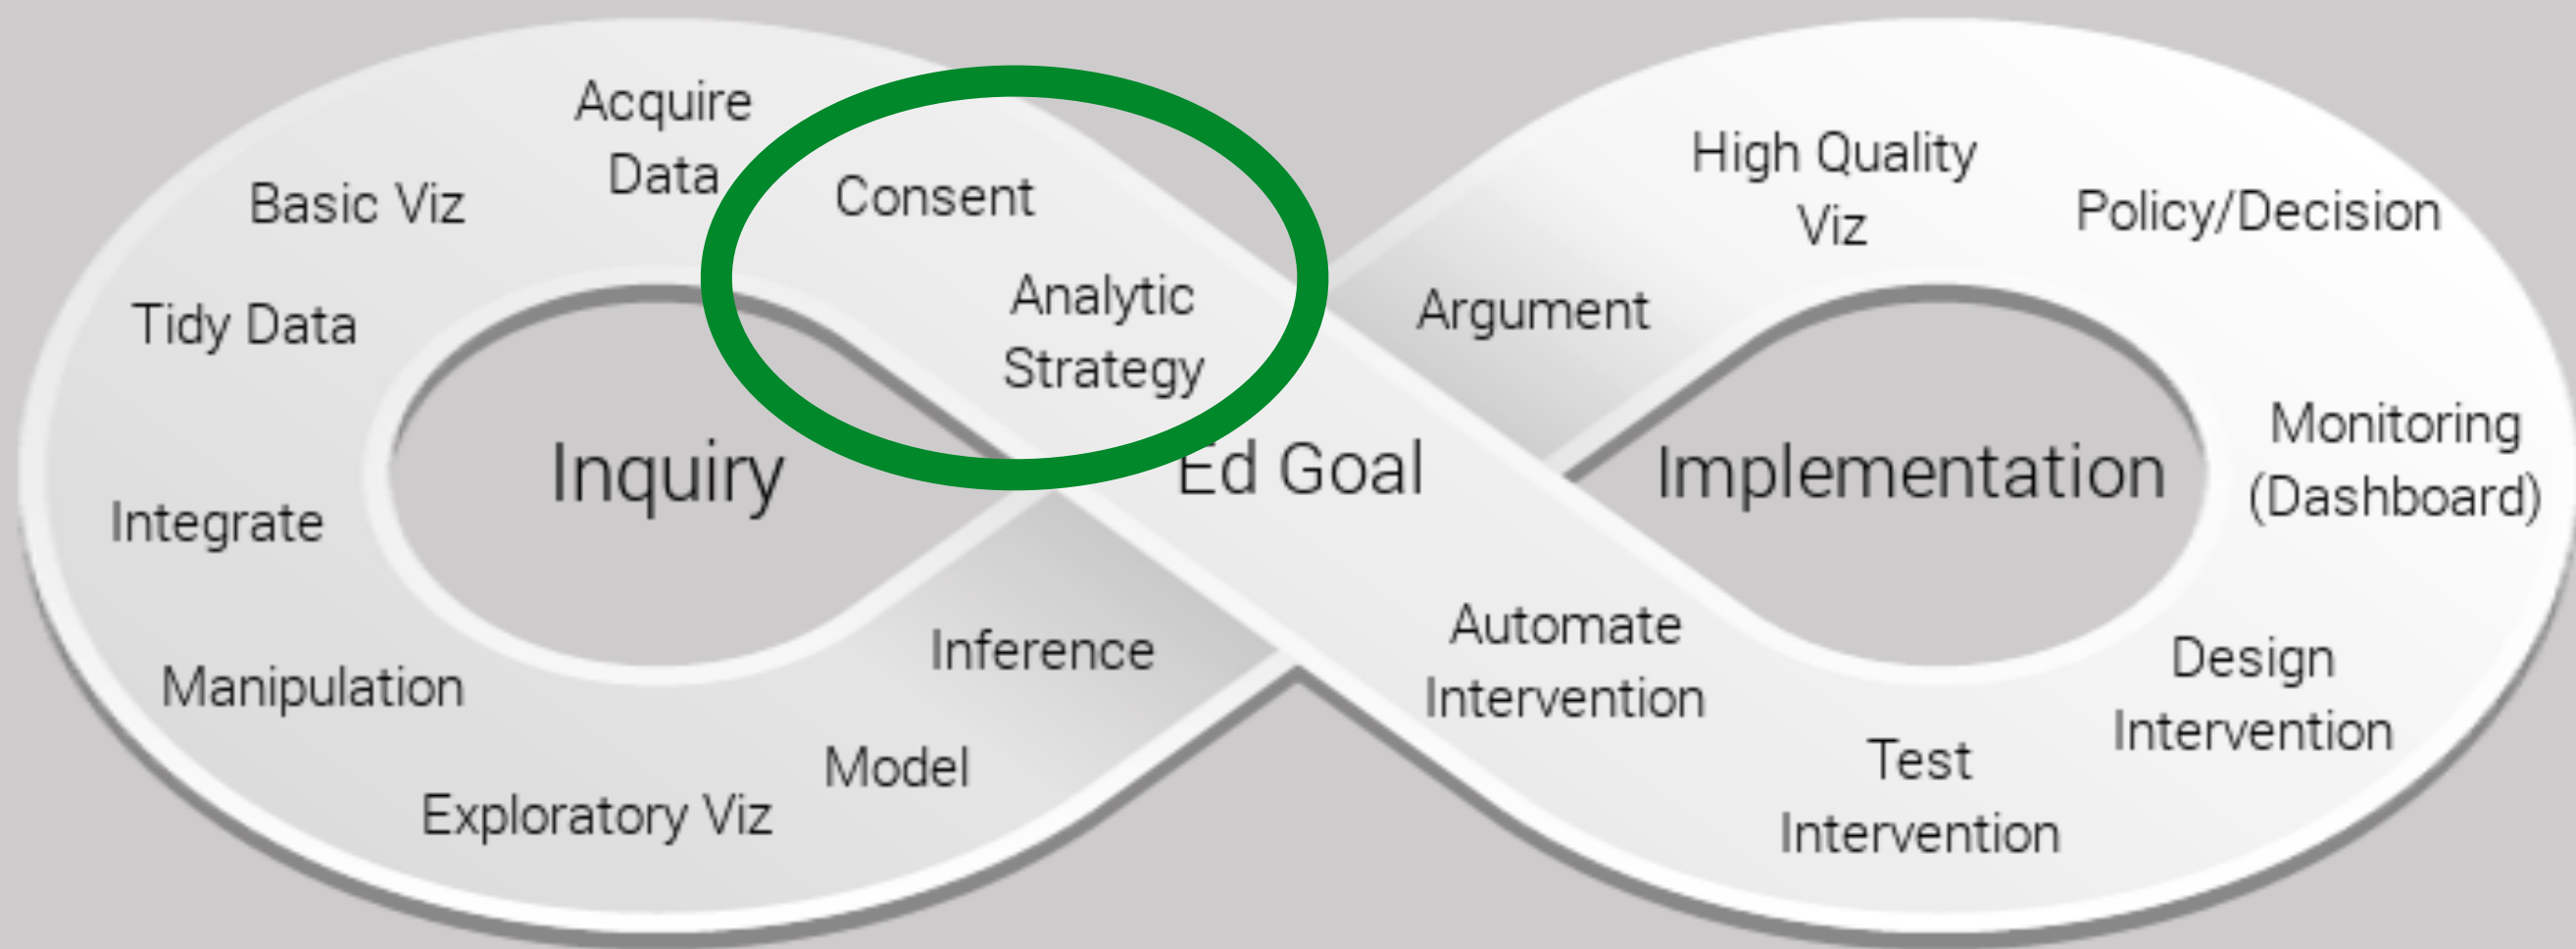 Acquire
Data
Consent
Basic Viz
Analytic
Strategy
Tidy Data
Inquiry
Ed Goal
Integrate
Manipulation
Exploratory Viz
Model
Inference
Argument
High Quality
Viz
Policy/Decision
Implementation
Monitoring
(Dashboard)
Design
Intervention
Test
Intervention
Automate
Intervention